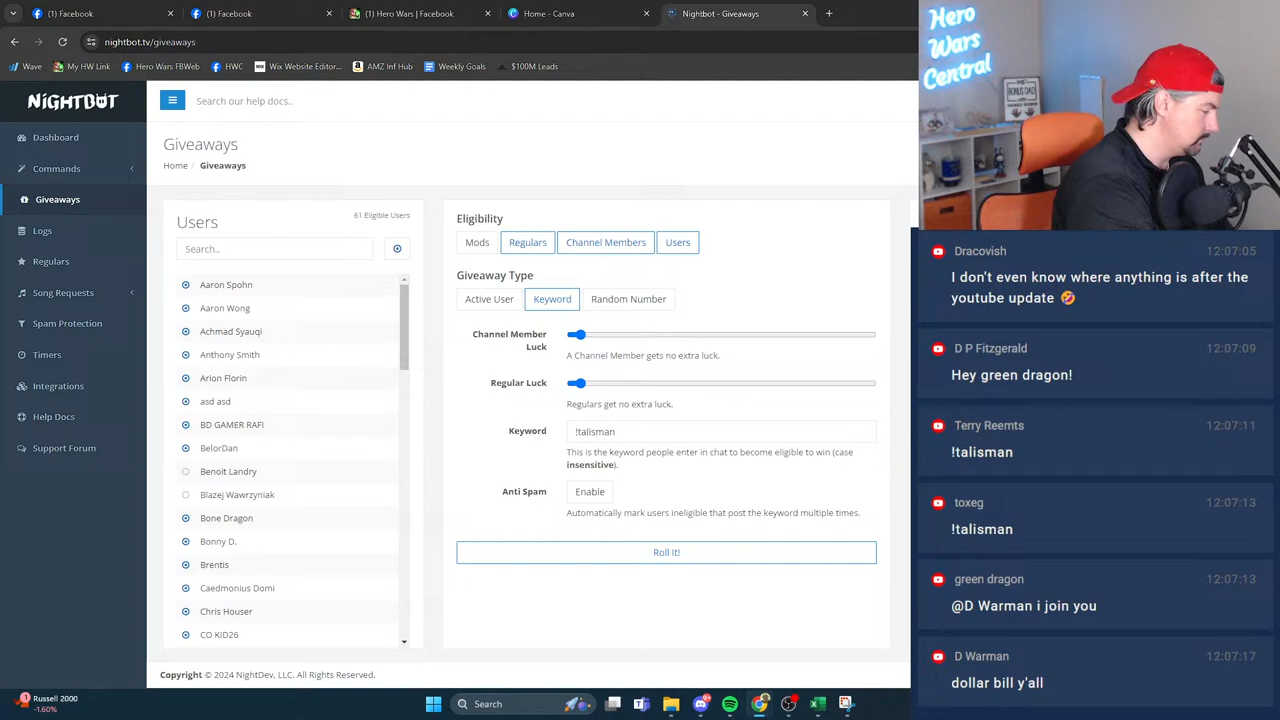 (1) Facebook
(1) Facebook
(1) Hero Wars | Facebook
Home - Canva
Nightbot - Giveaways
nightbot.tv/giveaways
Wave
My HW Link
Hero Wars FBWeb
HWC
Wix Website Editor...
AMZ Inf Hub
Weekly Goals
$100M Leads
NIGHTBOT
Search our help docs..
Dashboard
Commands
Giveaways
Logs
Regulars
Song Requests
Spam Protection
Timers
Integrations
Help Docs
Support Forum
Giveaways
Home / Giveaways
Users
61 Eligible Users
Search..
Aaron Spohn
Aaron Wong
Achmad Syauqi
Anthony Smith
Arion Florin
asd asd
BD GAMER RAFI
BelorDan
Benoit Landry
Blazej Wawrzyniak
Bone Dragon
Bonny D.
Brentis
Caedmonius Domi
Chris Houser
CO KID26
Eligibility
Mods
Regulars
Channel Members
Users
Giveaway Type
Active User
Keyword
Random Number
Channel Member
Luck
A Channel Member gets no extra luck.
Regular Luck
Regulars get no extra luck.
Keyword
!talisman
This is the keyword people enter in chat to become eligible to win (case
insensitive).
Anti Spam
Enable
Automatically mark users ineligible that post the keyword multiple times.
Roll It!
Copyright © 2024 NightDev, LLC. All Rights Reserved.
Hero
Wars
Central
BONUS DAD
Dracovish 12:07:05
I don't even know where anything is after the
youtube update 🤣
D P Fitzgerald 12:07:09
Hey green dragon!
Terry Reemts 12:07:11
!talisman
toxeg 12:07:13
!talisman
green dragon 12:07:13
@D Warman i join you
D Warman 12:07:17
dollar bill y'all
1
Russell 2000
-1.60%
Search